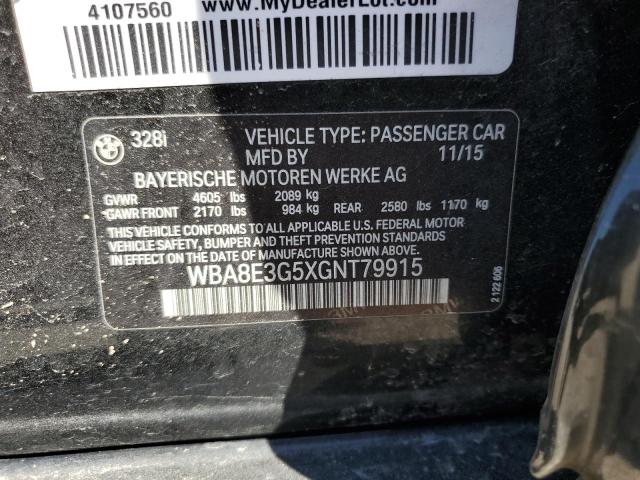 www.MyDealerLot.com
4107560
328i VEHICLE TYPE: PASSENGER CAR
MFD BY 11/15
BAYERISCHE MOTOREN WERKE AG
GVWR 4605 lbs 2089 kg
GAWR FRONT 2170 lbs 984 kg REAR 2580 lbs 1170 kg
THIS VEHICLE CONFORMS TO ALL APPLICABLE U.S. FEDERAL MOTOR
VEHICLE SAFETY, BUMPER AND THEFT PREVENTION STANDARDS
IN EFFECT ON THE DATE OF MANUFACTURE SHOWN ABOVE.
WBA8E3G5XGNT79915
2 122 606